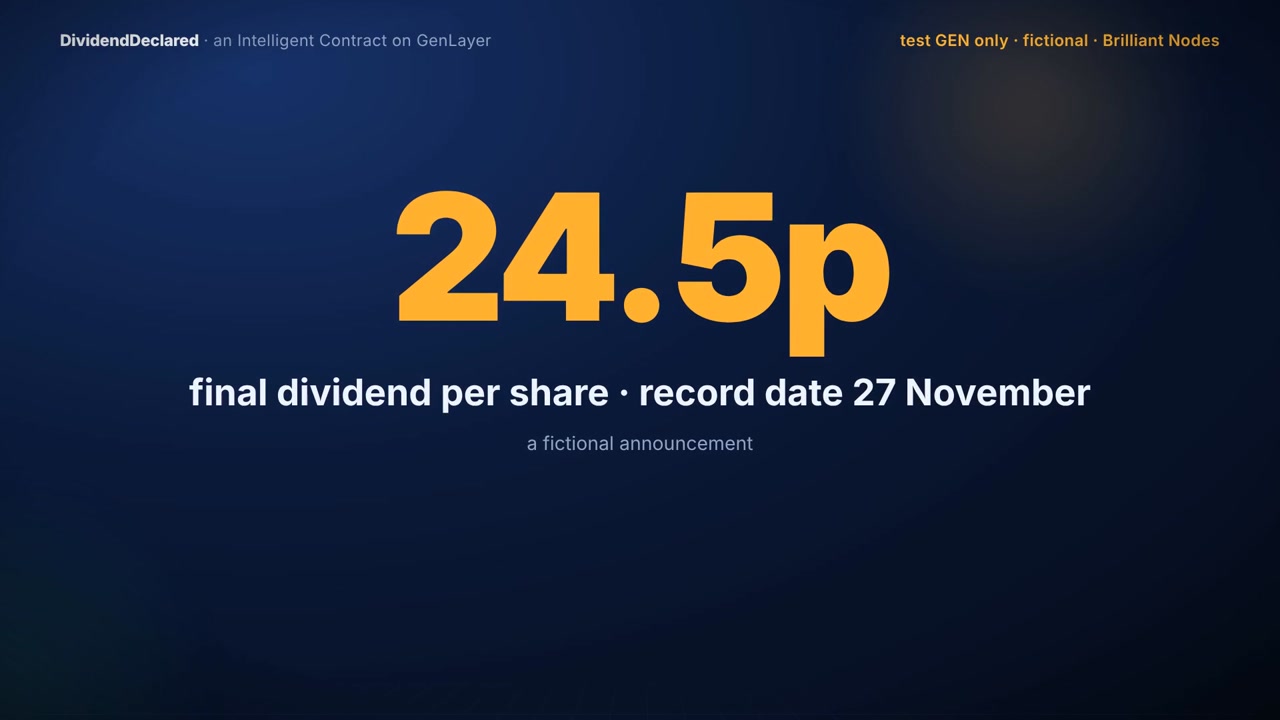 DividendDeclared · an Intelligent Contract on GenLayer
test GEN only · fictional · Brilliant Nodes
24.5p
final dividend per share · record date 27 November
a fictional announcement